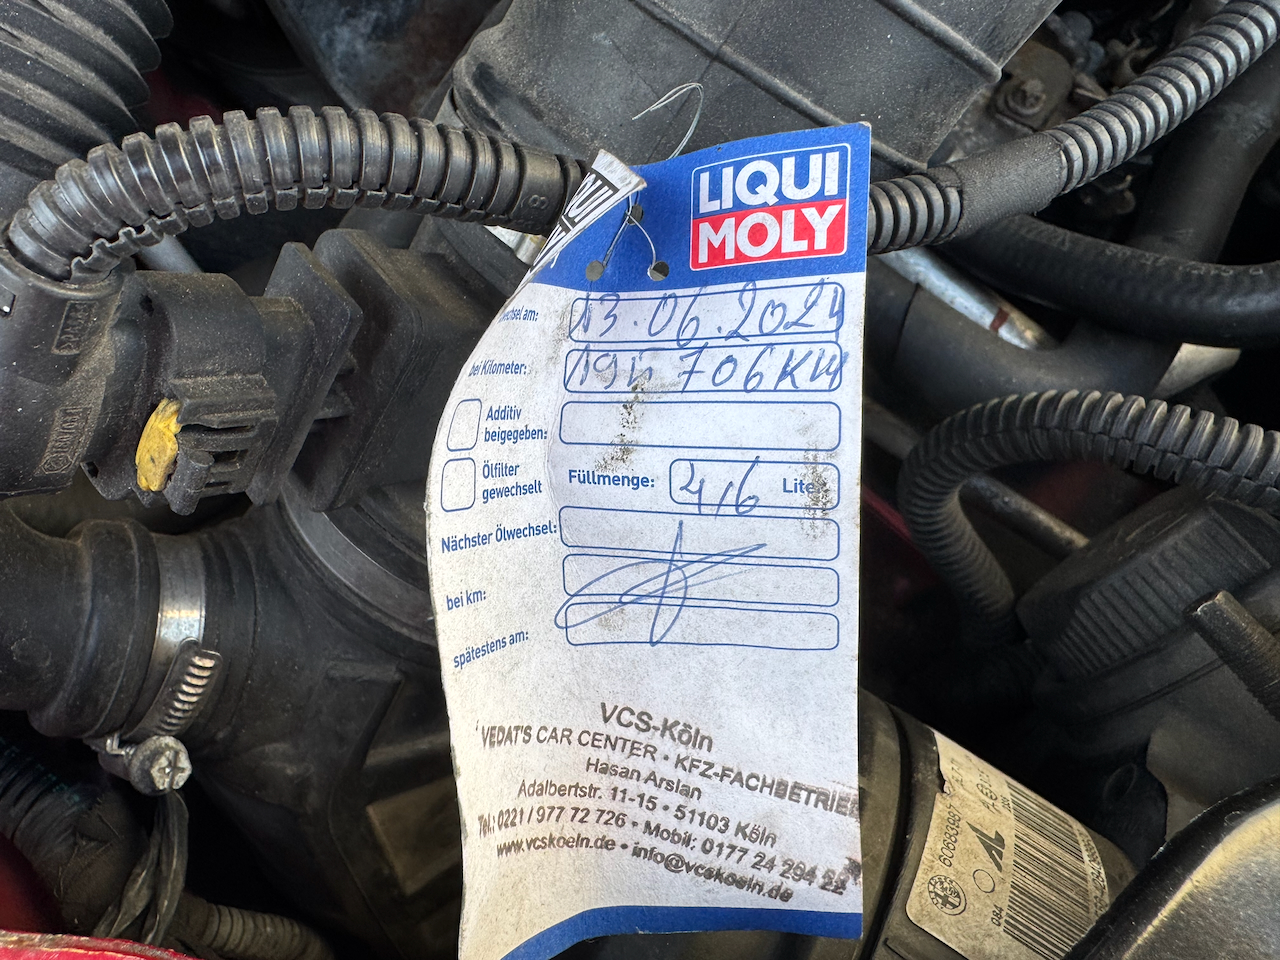 LIQUI
MOLY
13.06.2024
bei Kilometer: 194 706 KM
Additiv
beigegeben:
Ölfilter
gewechselt
Füllmenge: 4,6 Liter
Nächster Ölwechsel:
bei km:
spätestens am:
VCS-Köln
VEDAT'S CAR CENTER • KFZ-FACHBETRIEB
Hasan Arslan
Adalbertstr. 11-15 • 51103 Köln
Tel.: 0221 / 977 72 726 • Mobil: 0177 24 294 22
www.vcskoeln.de • info@vcskoeln.de